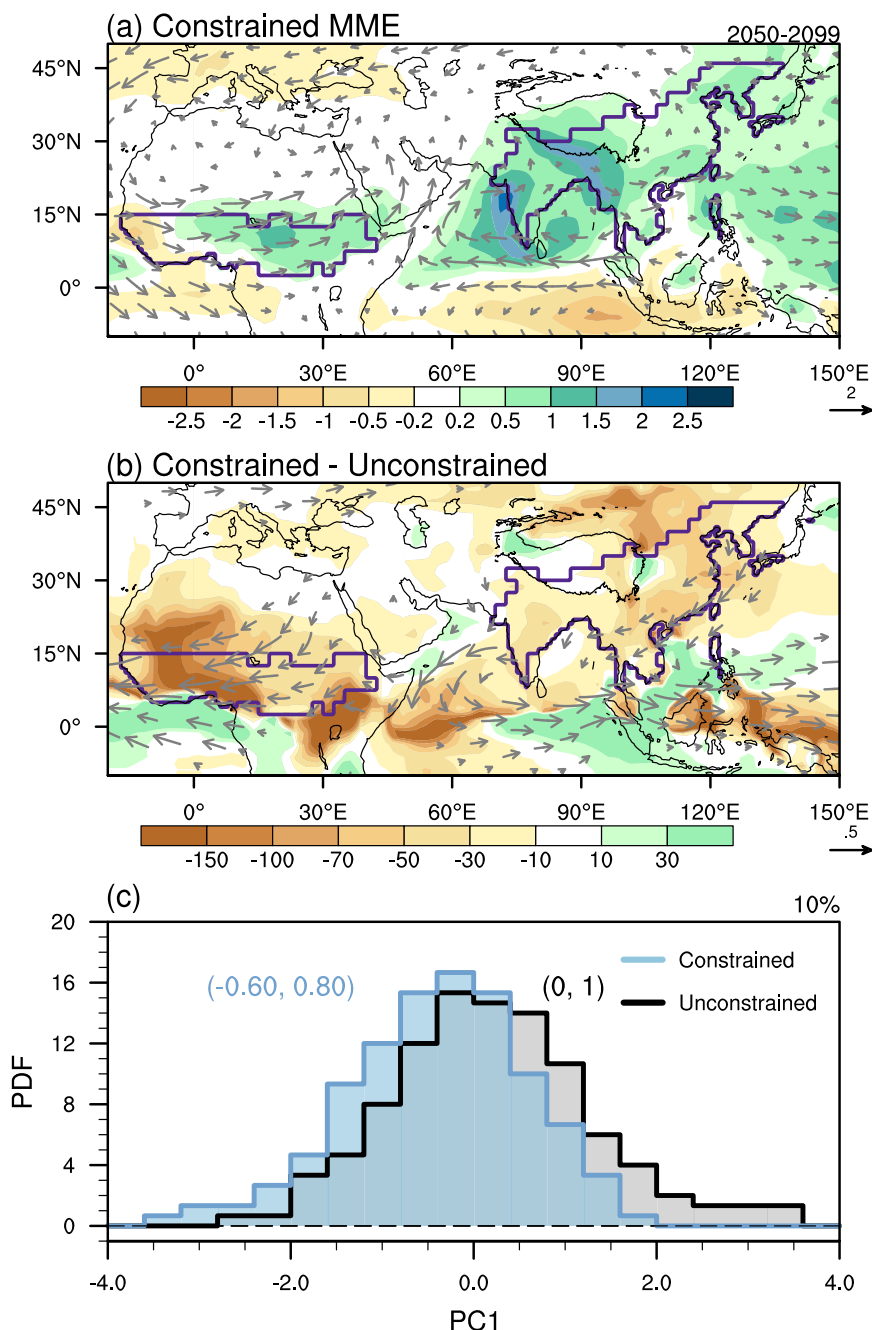 (a) Constrained MME 2050-2099
45°N
30°N
15°N
0°
0° 30°E 60°E 90°E 120°E 150°E
-2.5 -2 -1.5 -1 -0.5 -0.2 0.2 0.5 1 1.5 2 2.5
2
(b) Constrained - Unconstrained
45°N
30°N
15°N
0°
0° 30°E 60°E 90°E 120°E 150°E
-150 -100 -70 -50 -30 -10 10 30
.5
(c) 10%
20
16
12
8
4
0
PDF
(-0.60, 0.80)
(0, 1)
Constrained
Unconstrained
-4.0 -2.0 0.0 2.0 4.0
PC1